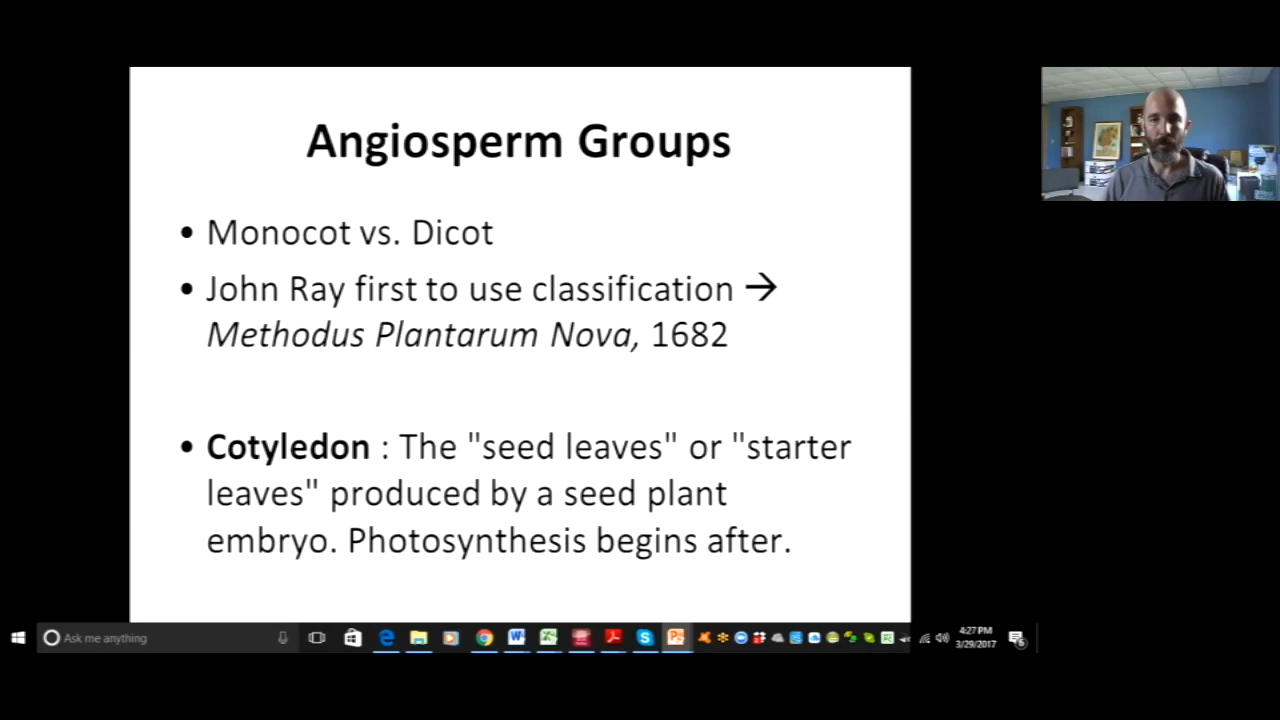 Angiosperm Groups
• Monocot vs. Dicot
• John Ray first to use classification →
Methodus Plantarum Nova, 1682
• Cotyledon : The "seed leaves" or "starter
leaves" produced by a seed plant
embryo. Photosynthesis begins after.
Ask me anything
4:27 PM
3/29/2017